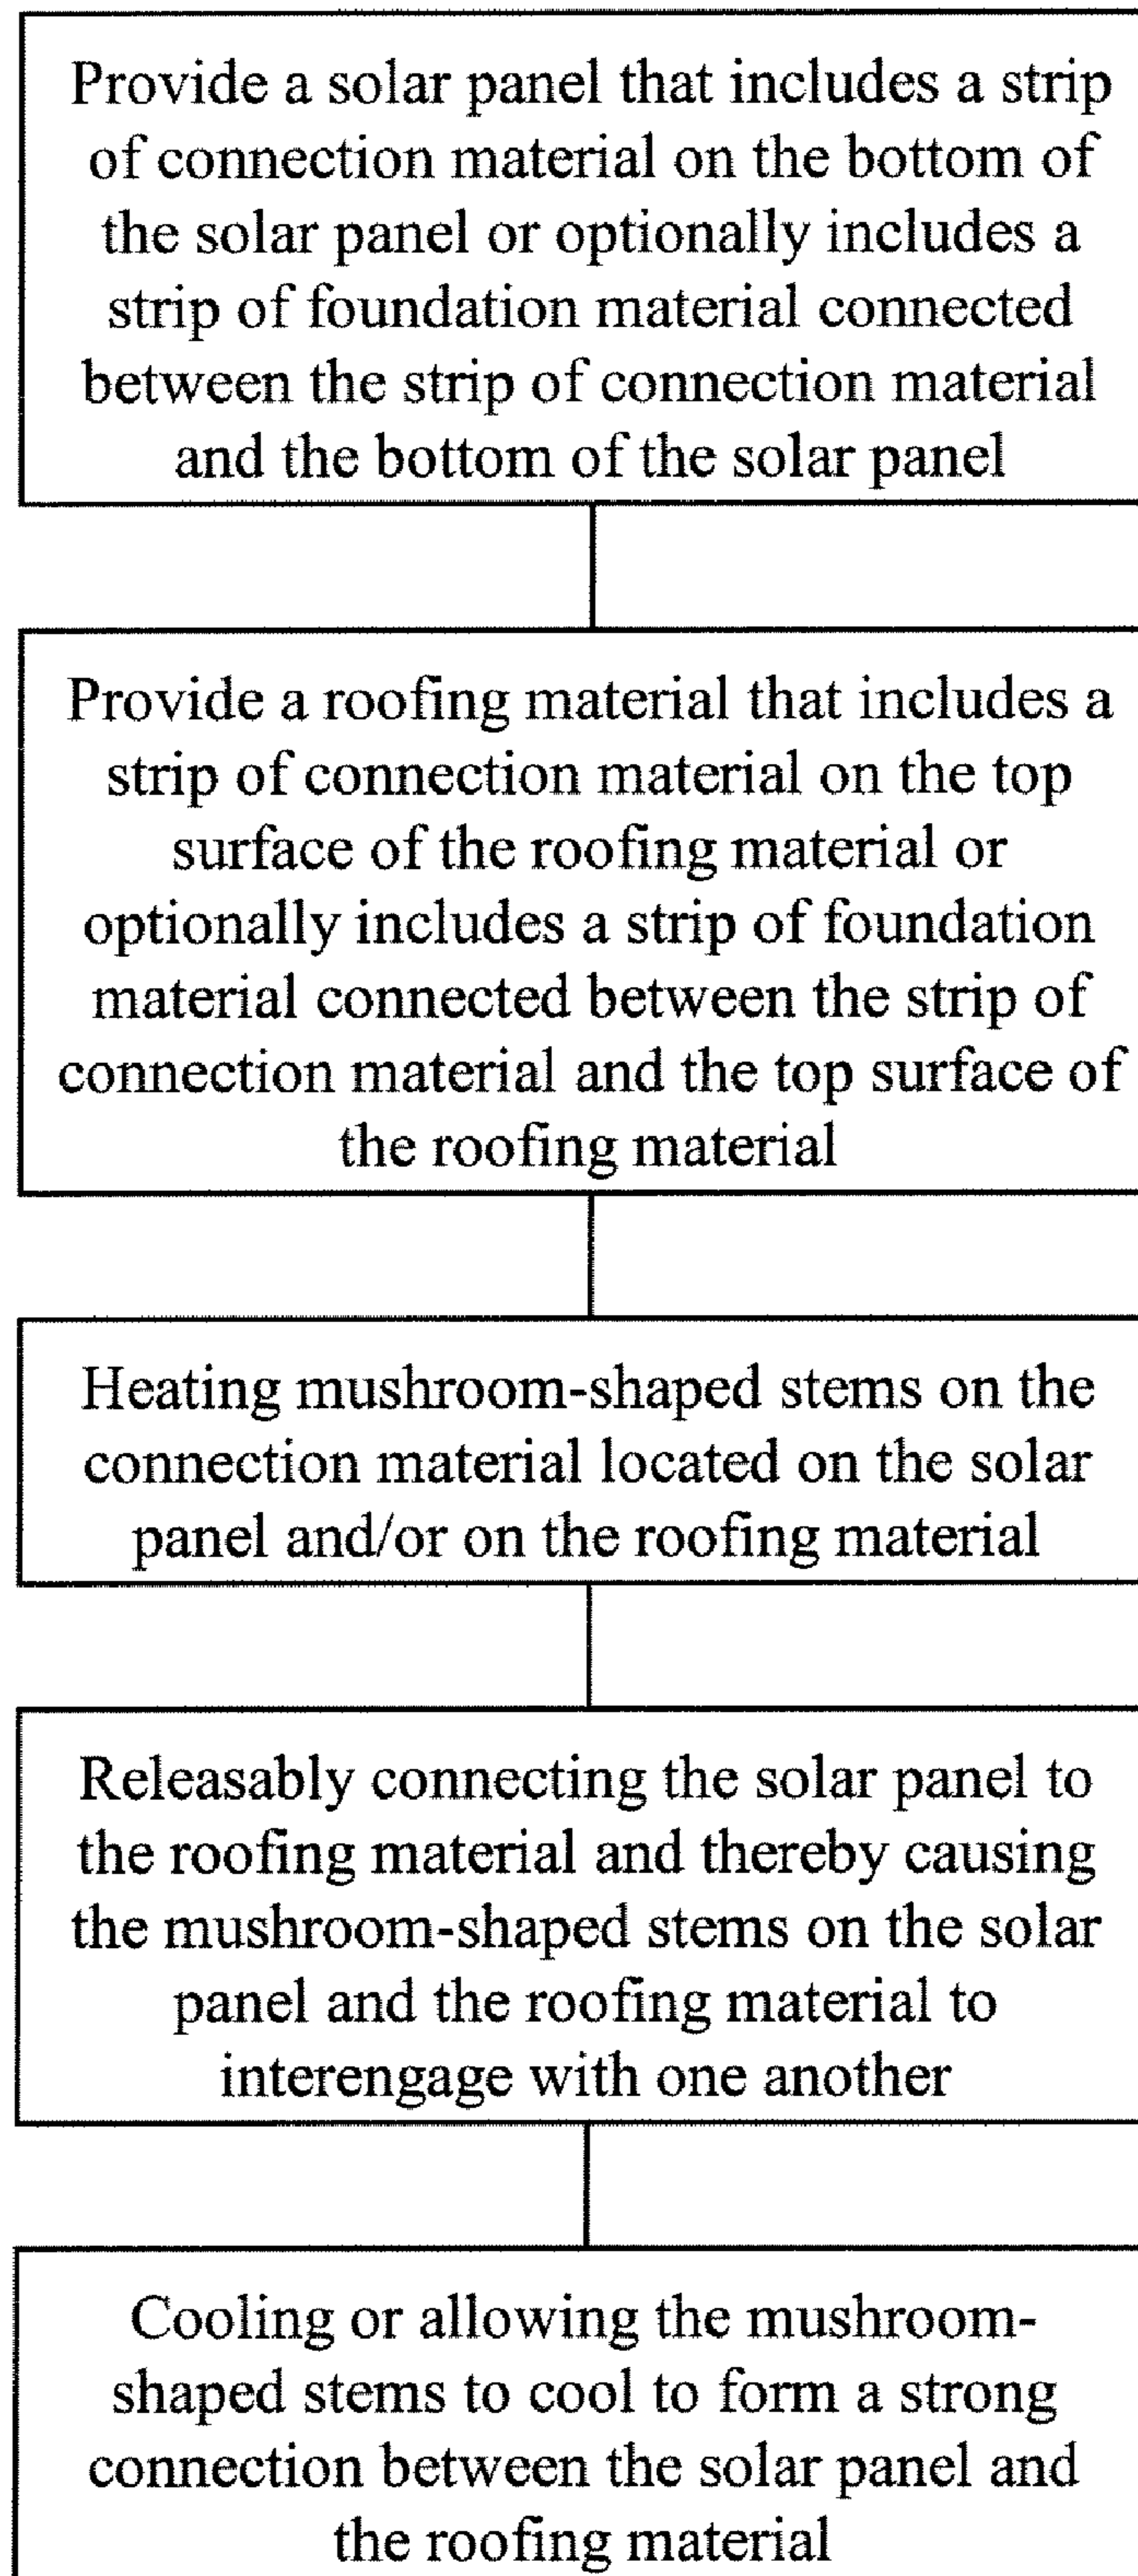 Provide a solar panel that includes a strip
of connection material on the bottom of
the solar panel or optionally includes a
strip of foundation material connected
between the strip of connection material
and the bottom of the solar panel
Provide a roofing material that includes a
strip of connection material on the top
surface of the roofing material or
optionally includes a strip of foundation
material connected between the strip of
connection material and the top surface of
the roofing material
Heating mushroom-shaped stems on the
connection material located on the solar
panel and/or on the roofing material
Releasably connecting the solar panel to
the roofing material and thereby causing
the mushroom-shaped stems on the solar
panel and the roofing material to
interengage with one another
Cooling or allowing the mushroom-
shaped stems to cool to form a strong
connection between the solar panel and
the roofing material